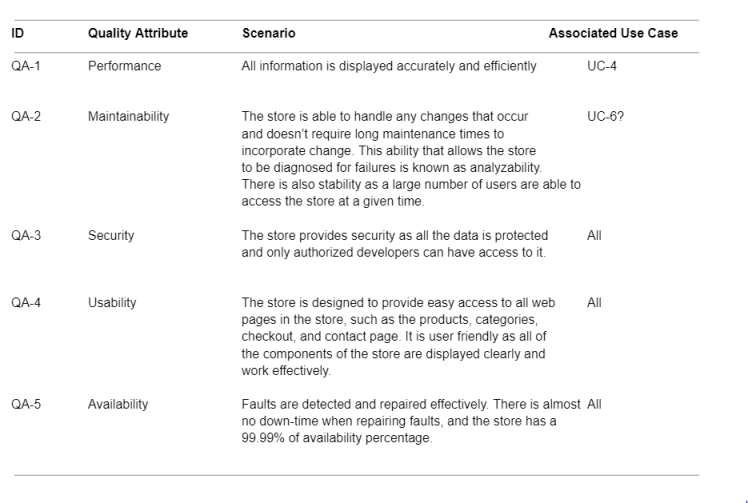 ID Quality Attribute Scenario Associated Use Case
QA-1 Performance All information is displayed accurately and efficiently UC-4
QA-2 Maintainability The store is able to handle any changes that occur UC-6?
and doesn't require long maintenance times to
incorporate change. This ability that allows the store
to be diagnosed for failures is known as analyzability.
There is also stability as a large number of users are able to
access the store at a given time.
QA-3 Security The store provides security as all the data is protected All
and only authorized developers can have access to it.
QA-4 Usability The store is designed to provide easy access to all web All
pages in the store, such as the products, categories,
checkout, and contact page. It is user friendly as all of
the components of the store are displayed clearly and
work effectively.
QA-5 Availability Faults are detected and repaired effectively. There is almost All
no down-time when repairing faults, and the store has a
99.99% of availability percentage.